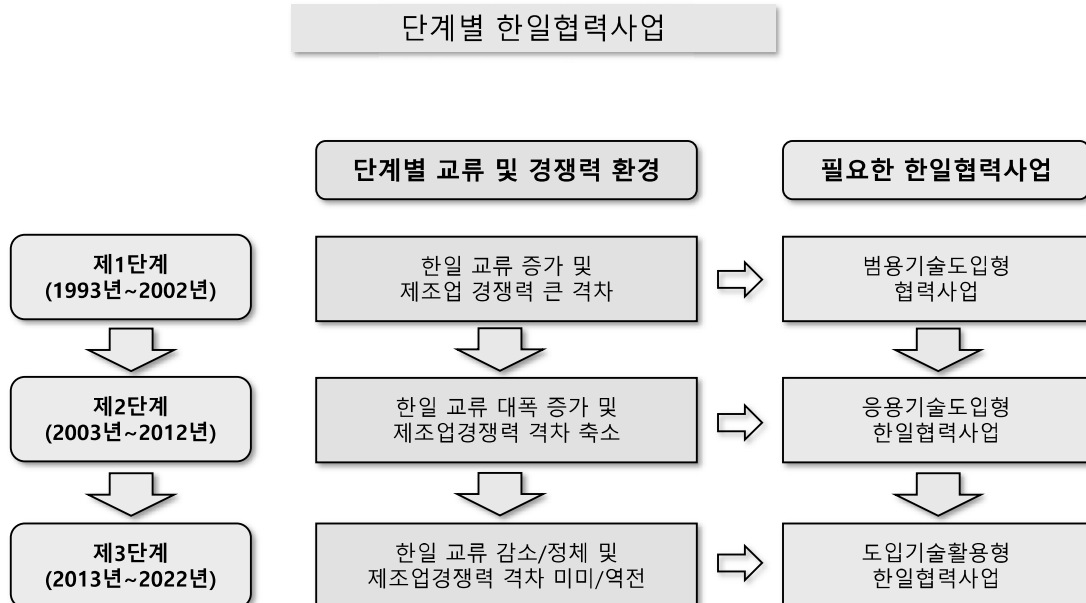 단계별 한일협력사업
단계별 교류 및 경쟁력 환경
필요한 한일협력사업
제1단계
(1993년~2002년)
한일 교류 증가 및
제조업 경쟁력 큰 격차
범용기술도입형
협력사업
제2단계
(2003년~2012년)
한일 교류 대폭 증가 및
제조업경쟁력 격차 축소
응용기술도입형
한일협력사업
제3단계
(2013년~2022년)
한일 교류 감소/정체 및
제조업경쟁력 격차 미미/역전
도입기술활용형
한일협력사업